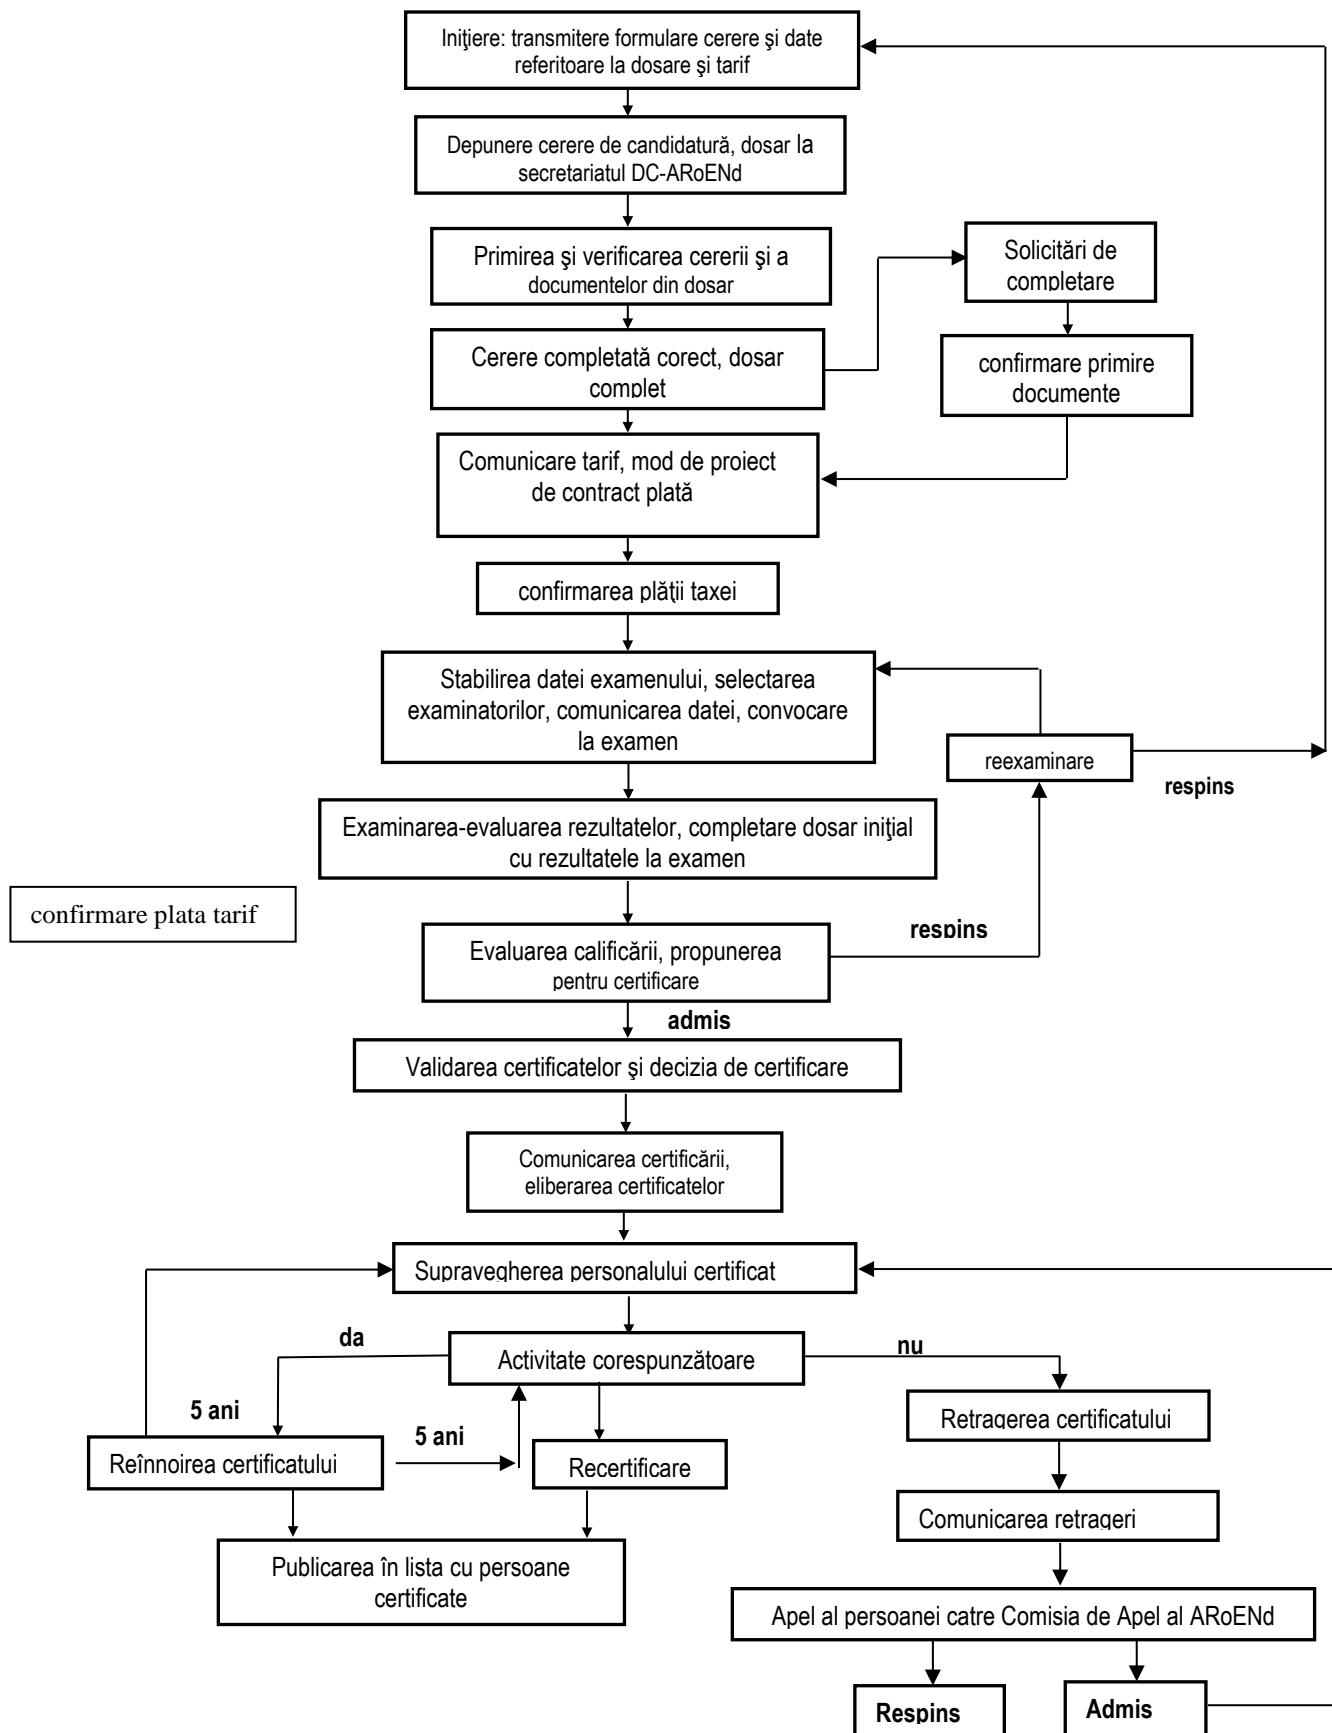 Iniţiere: transmitere formulare cerere şi date
referitoare la dosare şi tarif
Depunere cerere de candidatură, dosar la
secretariatul DC-ARoENd
Primirea şi verificarea cererii şi a
documentelor din dosar
Solicitări de
completare
Cerere completată corect, dosar
complet
confirmare primire
documente
Comunicare tarif, mod de proiect
de contract plată
confirmarea plăţii taxei
Stabilirea datei examenului, selectarea
examinatorilor, comunicarea datei, convocare
la examen
reexaminare
respins
Examinarea-evaluarea rezultatelor, completare dosar iniţial
cu rezultatele la examen
confirmare plata tarif
respins
Evaluarea calificării, propunerea
pentru certificare
admis
Validarea certificatelor şi decizia de certificare
Comunicarea certificării,
eliberarea certificatelor
Supravegherea personalului certificat
da
Activitate corespunzătoare
nu
5 ani
Retragerea certificatului
5 ani
Reînnoirea certificatului
Recertificare
Comunicarea retrageri
Publicarea în lista cu persoane
certificate
Apel al persoanei catre Comisia de Apel al ARoENd
Respins
Admis